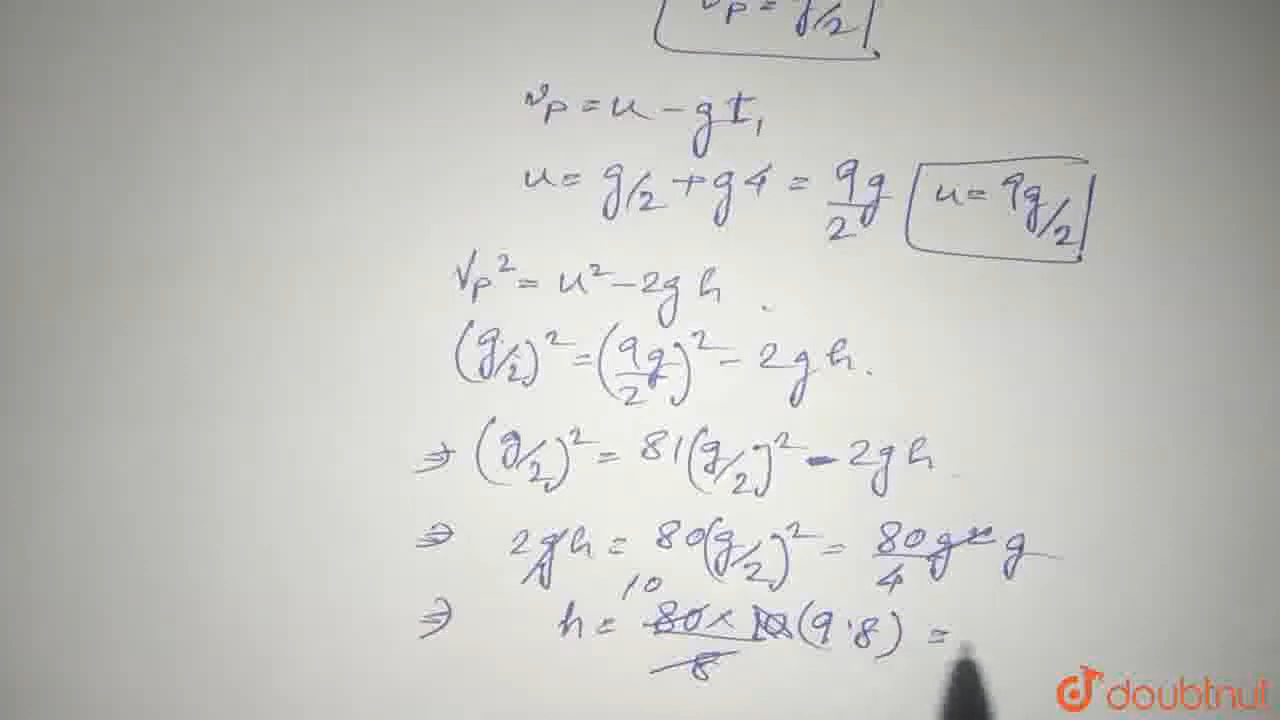 vp = g/2
vp = u - gt₁
u = g/2 + g4 = 9g/2 u = 9g/2
Vp² = u² - 2gh
(g/2)² = (9g/2)² - 2gh.
⇒ (g/2)² = 81(g/2)² - 2gh
⇒ 2gh = 80(g/2)² = 80g×g/4
10
⇒ h = 80×10(9.8)/8 =
doubtnut